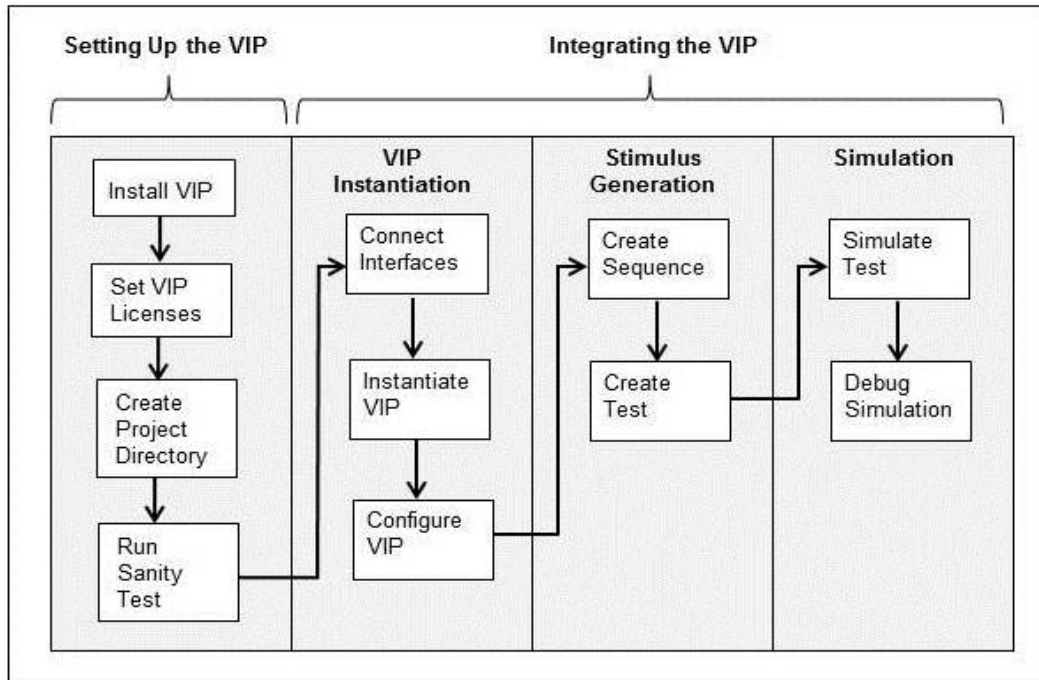 Setting Up the VIP
Integrating the VIP
Install VIP
Set VIP
Licenses
Create
Project
Directory
Run
Sanity
Test
VIP
Instantiation
Connect
Interfaces
Instantiate
VIP
Configure
VIP
Stimulus
Generation
Create
Sequence
Create
Test
Simulation
Simulate
Test
Debug
Simulation